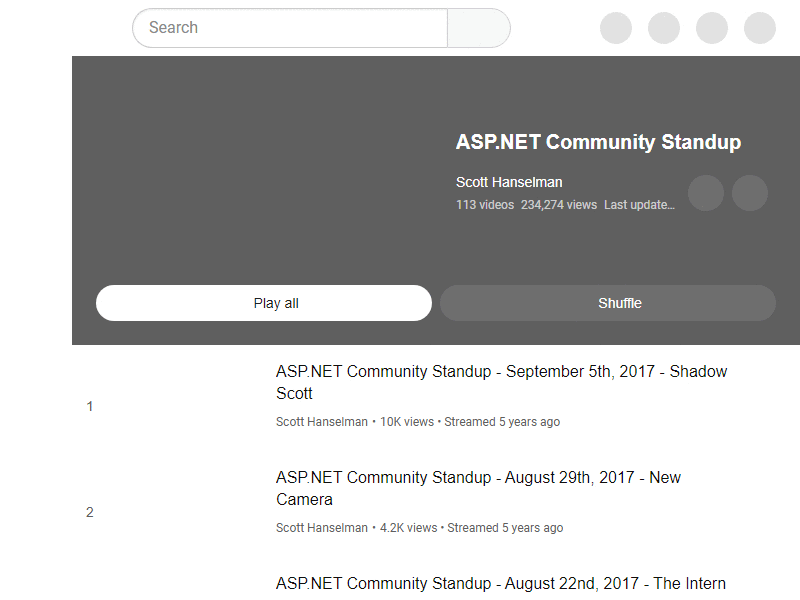 Search
ASP.NET Community Standup
Scott Hanselman
113 videos 234,274 views Last update…
Play all
Shuffle
ASP.NET Community Standup - September 5th, 2017 - Shadow
Scott
1
Scott Hanselman • 10K views • Streamed 5 years ago
ASP.NET Community Standup - August 29th, 2017 - New
Camera
2
Scott Hanselman • 4.2K views • Streamed 5 years ago
ASP.NET Community Standup - August 22nd, 2017 - The Intern